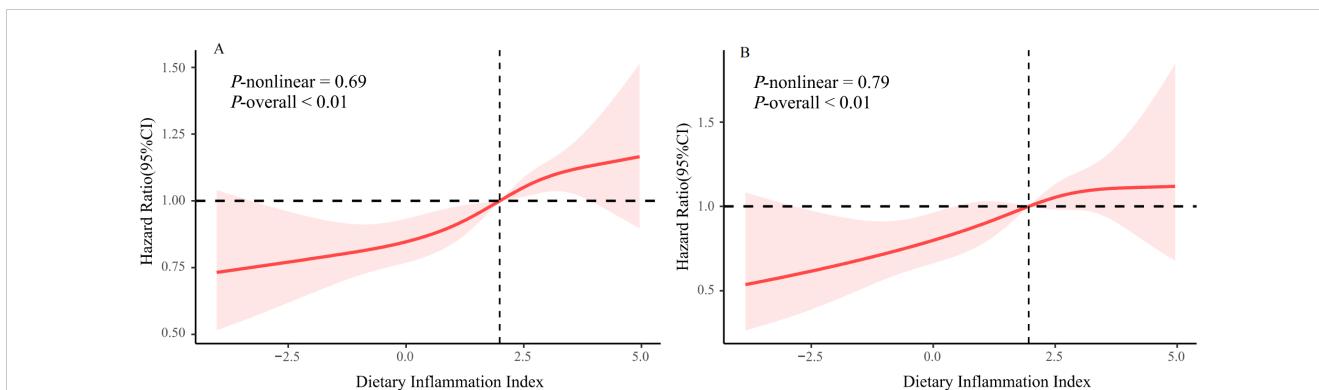 A
P-nonlinear = 0.69
P-overall < 0.01
Hazard Ratio(95%CI)
1.50
1.25
1.00
0.75
0.50
−2.5 0.0 2.5 5.0
Dietary Inflammation Index
B
P-nonlinear = 0.79
P-overall < 0.01
Hazard Ratio(95%CI)
1.5
1.0
0.5
−2.5 0.0 2.5 5.0
Dietary Inflammation Index